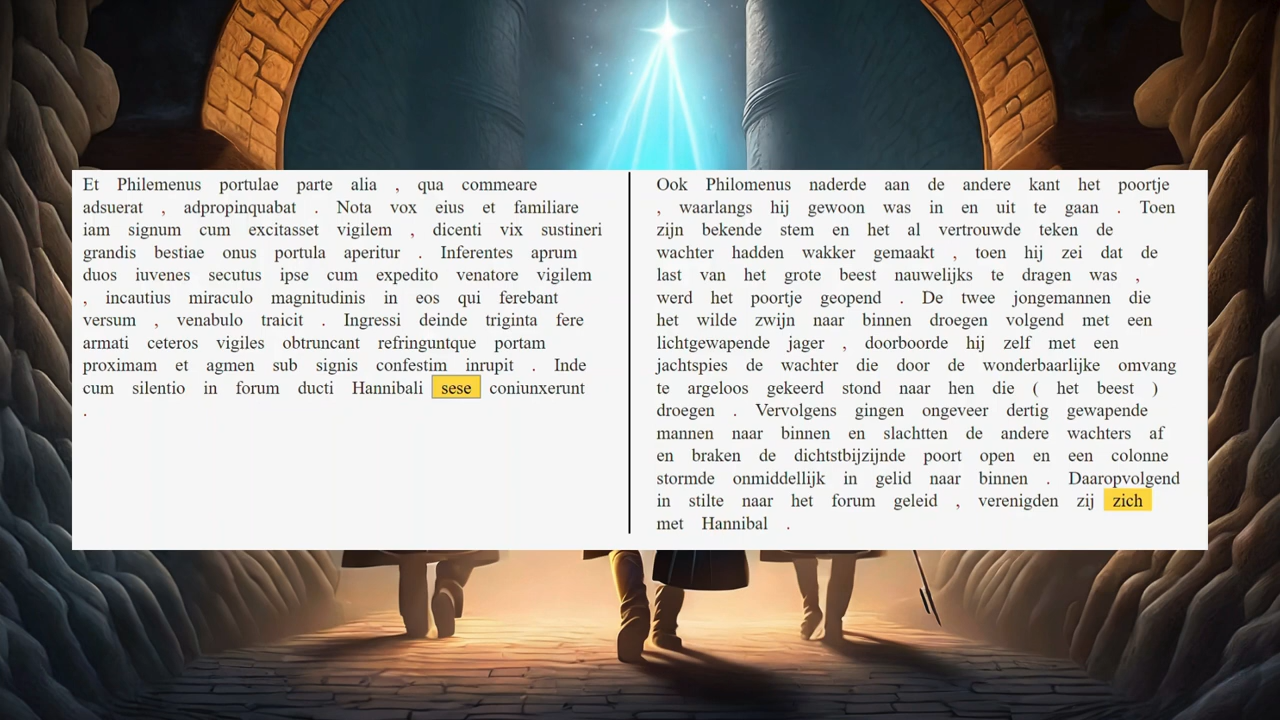 Et Philemenus portulae parte alia , qua commeare
adsuerat , adpropinquabat . Nota vox eius et familiare
iam signum cum excitasset vigilem , dicenti vix sustineri
grandis bestiae onus portula aperitur . Inferentes aprum
duos iuvenes secutus ipse cum expedito venatore vigilem
, incautius miraculo magnitudinis in eos qui ferebant
versum , venabulo traicit . Ingressi deinde triginta fere
armati ceteros vigiles obtruncant refringuntque portam
proximam et agmen sub signis confestim inrupit . Inde
cum silentio in forum ducti Hannibali sese coniunxerunt
.
Ook Philomenus naderde aan de andere kant het poortje
, waarlangs hij gewoon was in en uit te gaan . Toen
zijn bekende stem en het al vertrouwde teken de
wachter hadden wakker gemaakt , toen hij zei dat de
last van het grote beest nauwelijks te dragen was ,
werd het poortje geopend . De twee jongemannen die
het wilde zwijn naar binnen droegen volgend met een
lichtgewapende jager , doorboorde hij zelf met een
jachtspies de wachter die door de wonderbaarlijke omvang
te argeloos gekeerd stond naar hen die ( het beest )
droegen . Vervolgens gingen ongeveer dertig gewapende
mannen naar binnen en slachtten de andere wachters af
en braken de dichtstbijzijnde poort open en een colonne
stormde onmiddellijk in gelid naar binnen . Daaropvolgend
in stilte naar het forum geleid , verenigden zij zich
met Hannibal .